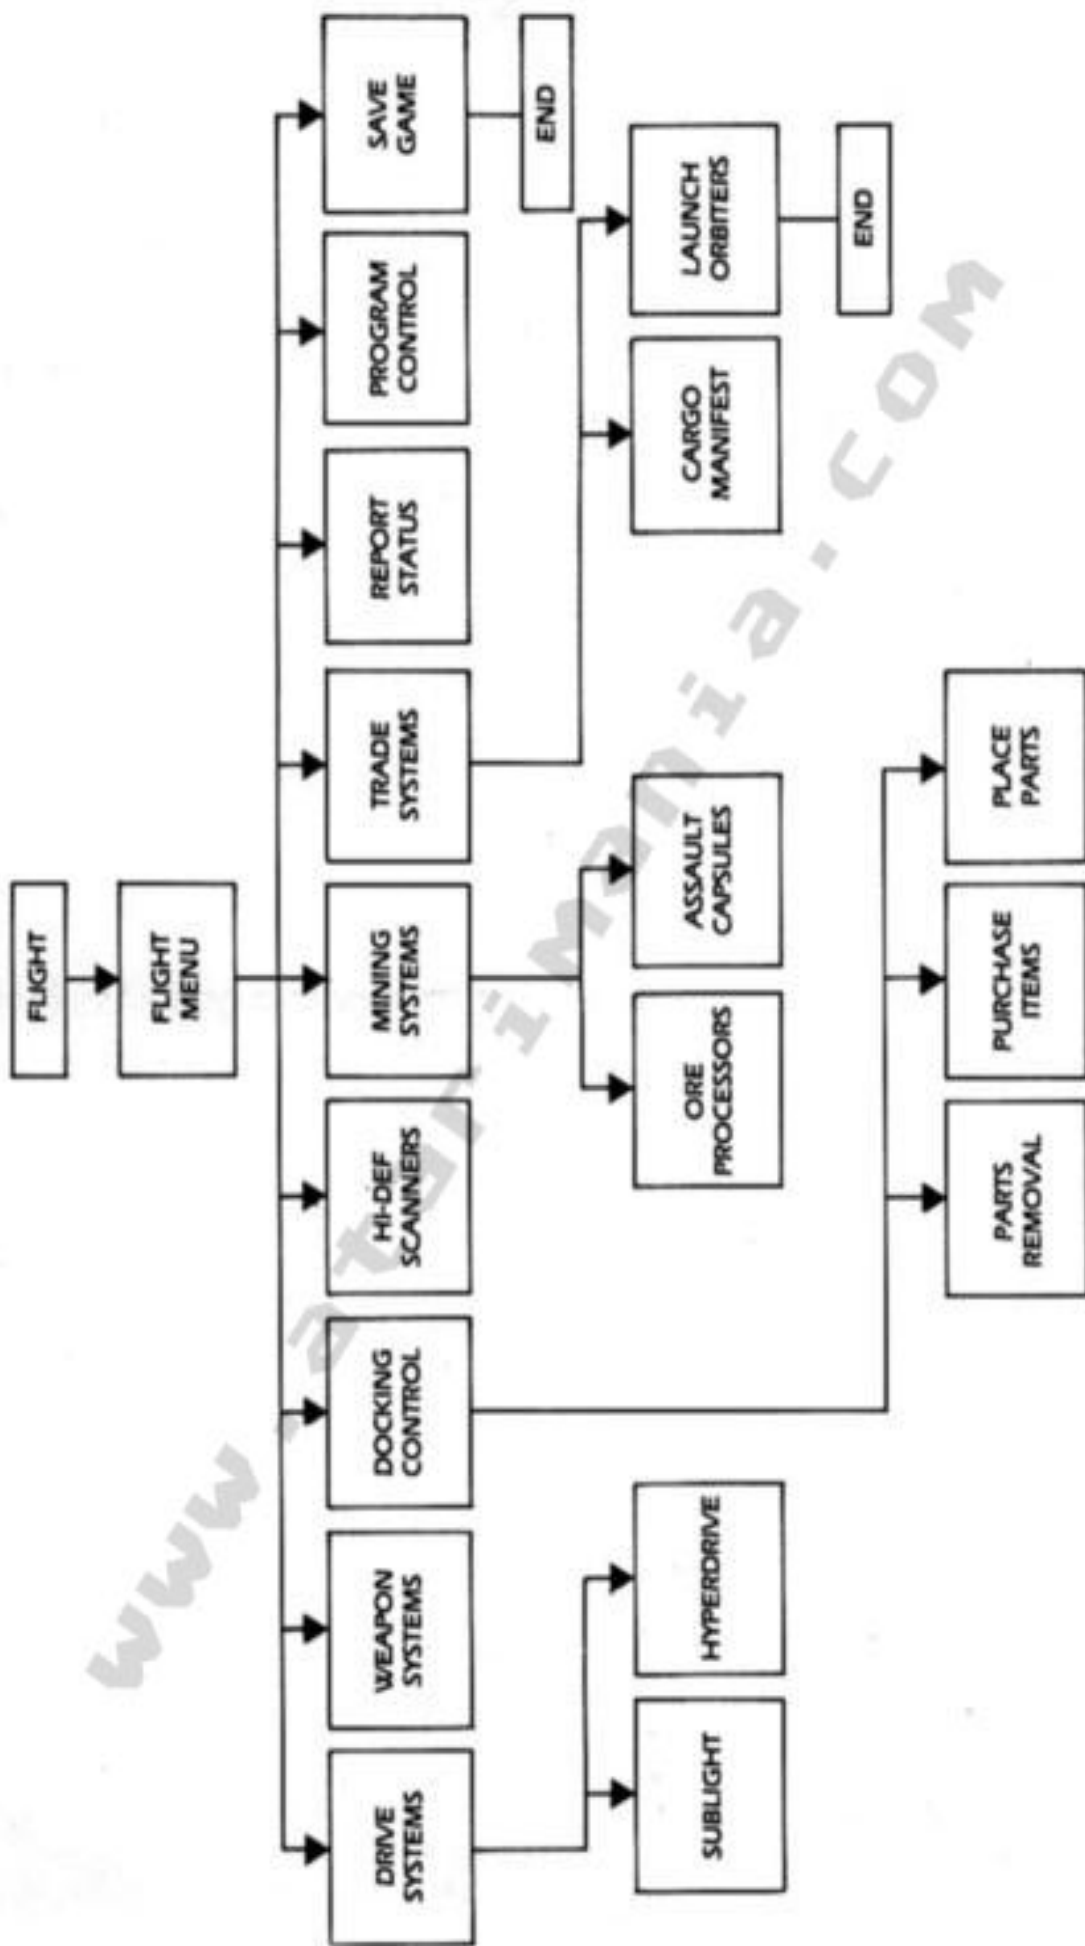 FLIGHT
FLIGHT
MENU
DRIVE
SYSTEMS
WEAPON
SYSTEMS
DOCKING
CONTROL
HI-DEF
SCANNERS
MINING
SYSTEMS
TRADE
SYSTEMS
REPORT
STATUS
PROGRAM
CONTROL
SAVE
GAME
END
SUBLIGHT
HYPERDRIVE
ORE
PROCESSORS
ASSAULT
CAPSULES
CARGO
MANIFEST
LAUNCH
ORBITERS
END
PARTS
REMOVAL
PURCHASE
ITEMS
PLACE
PARTS
www.atarimania.com